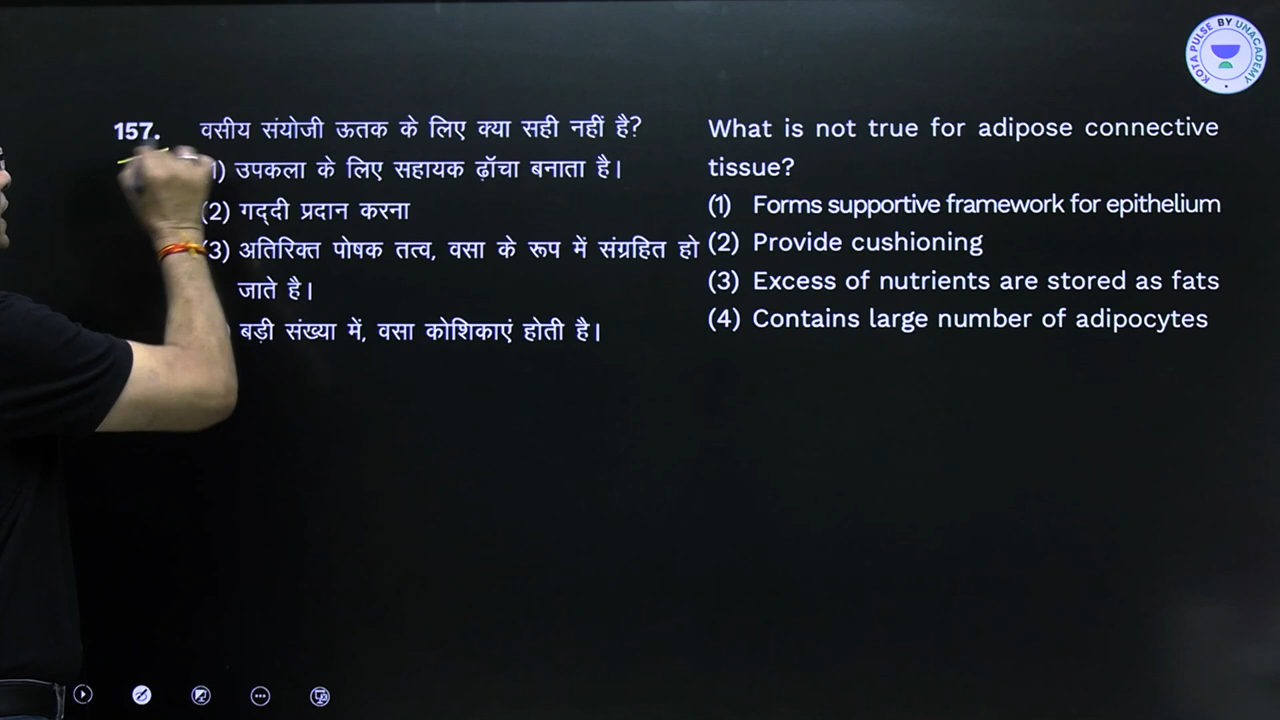 KOTA PULSE BY UNACADEMY
157. वसीय संयोजी ऊतक के लिए क्या सही नहीं है?
1) उपकला के लिए सहायक ढ़ॉचा बनाता है।
(2) गद्दी प्रदान करना
(3) अतिरिक्त पोषक तत्व, वसा के रूप में संग्रहित हो
जाते है।
) बड़ी संख्या में, वसा कोशिकाएं होती है।
What is not true for adipose connective
tissue?
(1) Forms supportive framework for epithelium
(2) Provide cushioning
(3) Excess of nutrients are stored as fats
(4) Contains large number of adipocytes